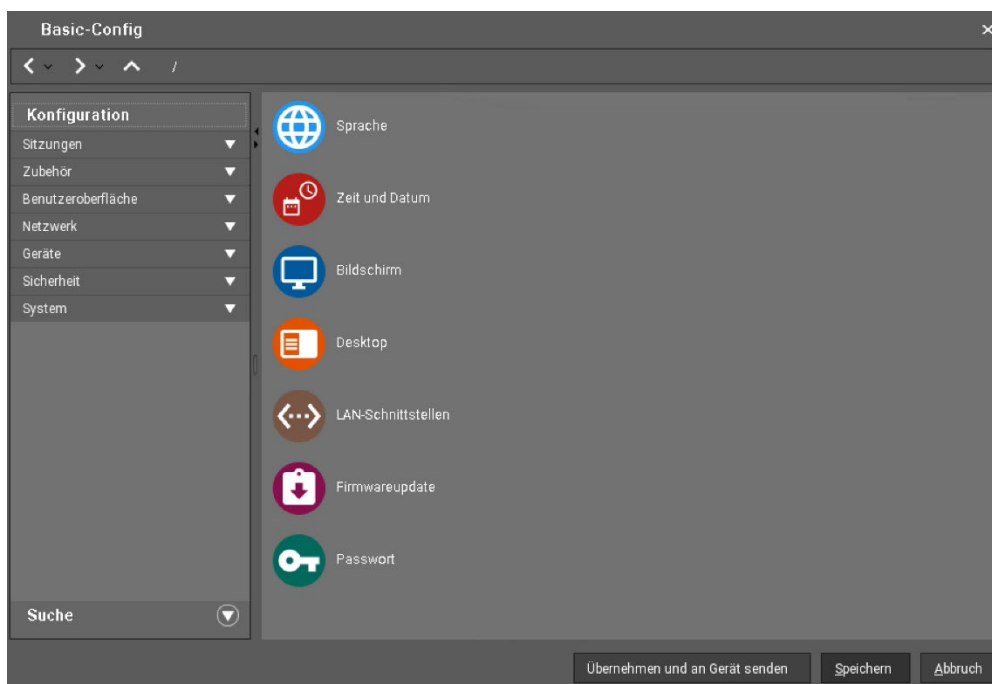 Basic-Config
/
Konfiguration
Sitzungen
Zubehör
Benutzeroberfläche
Netzwerk
Geräte
Sicherheit
System
Suche
Sprache
Zeit und Datum
Bildschirm
Desktop
LAN-Schnittstellen
Firmwareupdate
Passwort
Übernehmen und an Gerät senden
Speichern
Abbruch